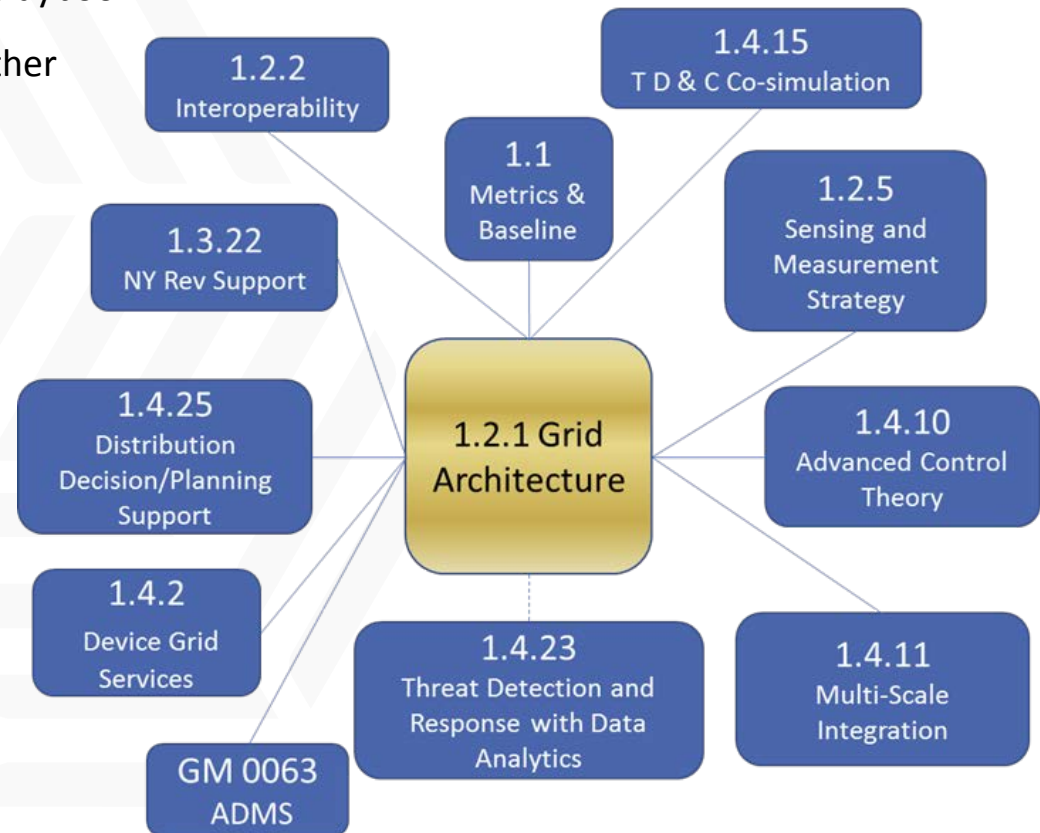 ther
1.2.2
Interoperability
1.4.15
T D & C Co-simulation
1.1
Metrics &
Baseline
1.2.5
Sensing and
Measurement
Strategy
1.3.22
NY Rev Support
1.4.25
Distribution
Decision/Planning
Support
1.2.1 Grid
Architecture
1.4.10
Advanced Control
Theory
1.4.2
Device Grid
Services
1.4.23
Threat Detection and
Response with Data
Analytics
1.4.11
Multi-Scale
Integration
GM 0063
ADMS